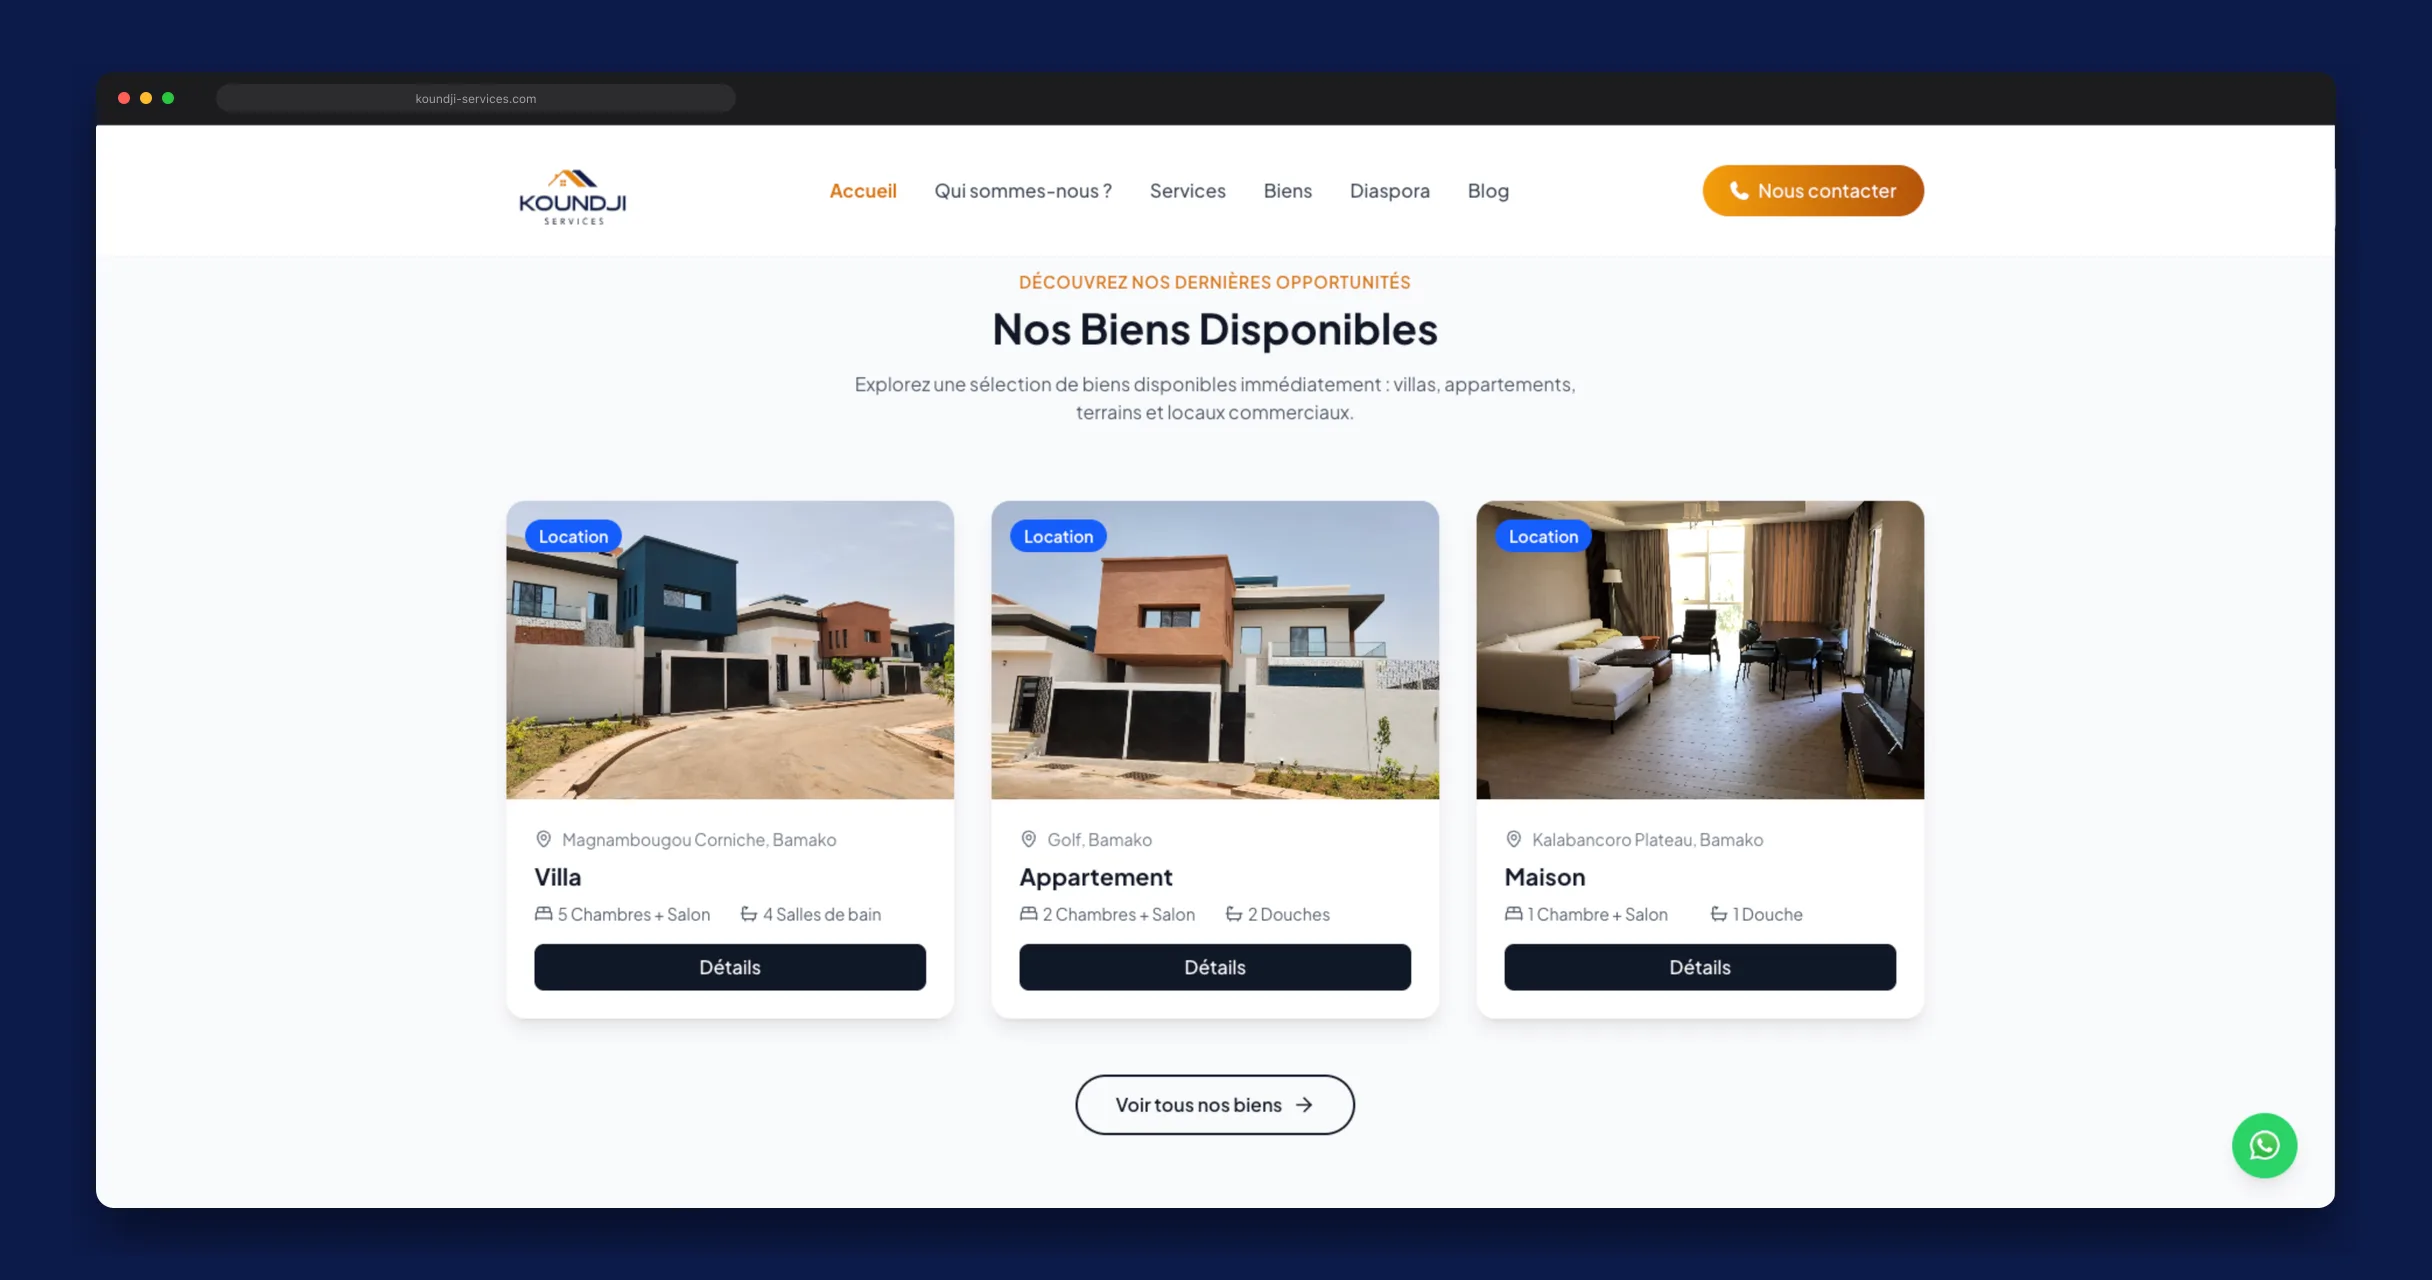 koundji-services.com
KOUNDJI
SERVICES
Accueil
Qui sommes-nous ?
Services
Biens
Diaspora
Blog
Nous contacter
DÉCOUVREZ NOS DERNIÈRES OPPORTUNITÉS
Nos Biens Disponibles
Explorez une sélection de biens disponibles immédiatement : villas, appartements,
terrains et locaux commerciaux.
Location
Magnambougou Corniche, Bamako
Villa
5 Chambres + Salon
4 Salles de bain
Détails
Location
Golf, Bamako
Appartement
2 Chambres + Salon
2 Douches
Détails
Location
Kalabancoro Plateau, Bamako
Maison
1 Chambre + Salon
1 Douche
Détails
Voir tous nos biens